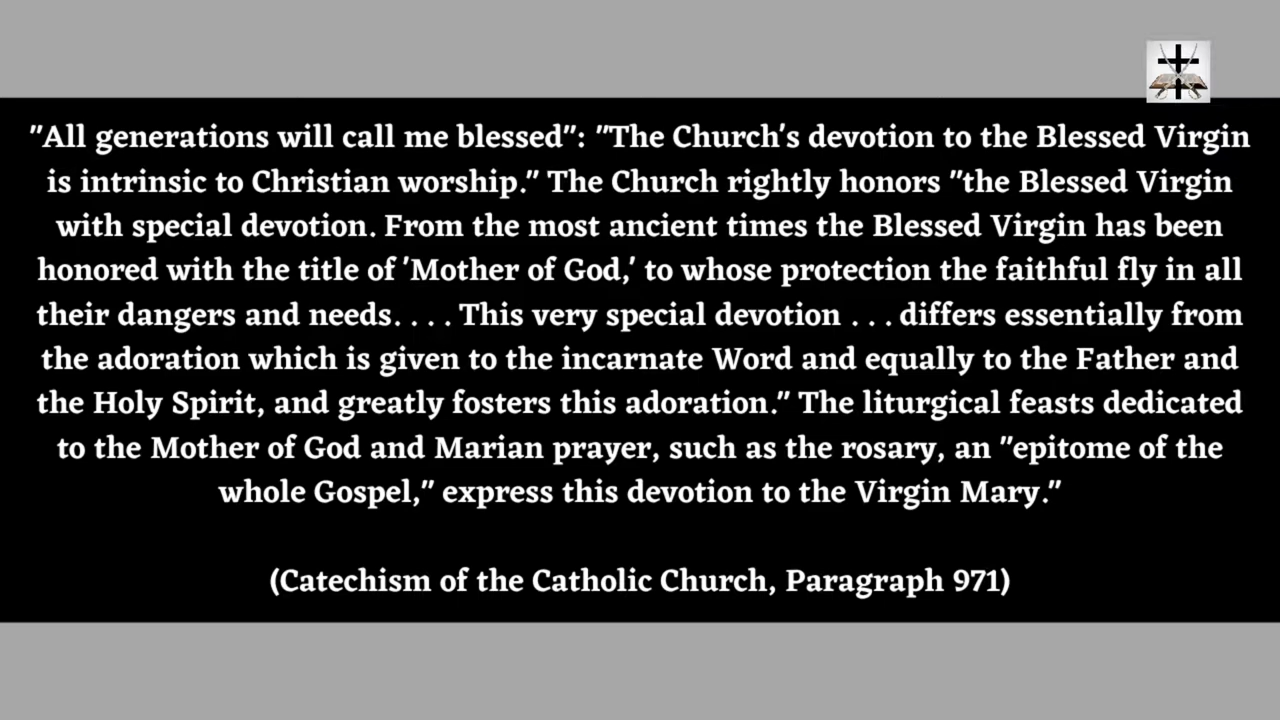 "All generations will call me blessed": "The Church's devotion to the Blessed Virgin
is intrinsic to Christian worship." The Church rightly honors "the Blessed Virgin
with special devotion. From the most ancient times the Blessed Virgin has been
honored with the title of 'Mother of God,' to whose protection the faithful fly in all
their dangers and needs. . . . This very special devotion . . . differs essentially from
the adoration which is given to the incarnate Word and equally to the Father and
the Holy Spirit, and greatly fosters this adoration." The liturgical feasts dedicated
to the Mother of God and Marian prayer, such as the rosary, an "epitome of the
whole Gospel," express this devotion to the Virgin Mary."
(Catechism of the Catholic Church, Paragraph 971)